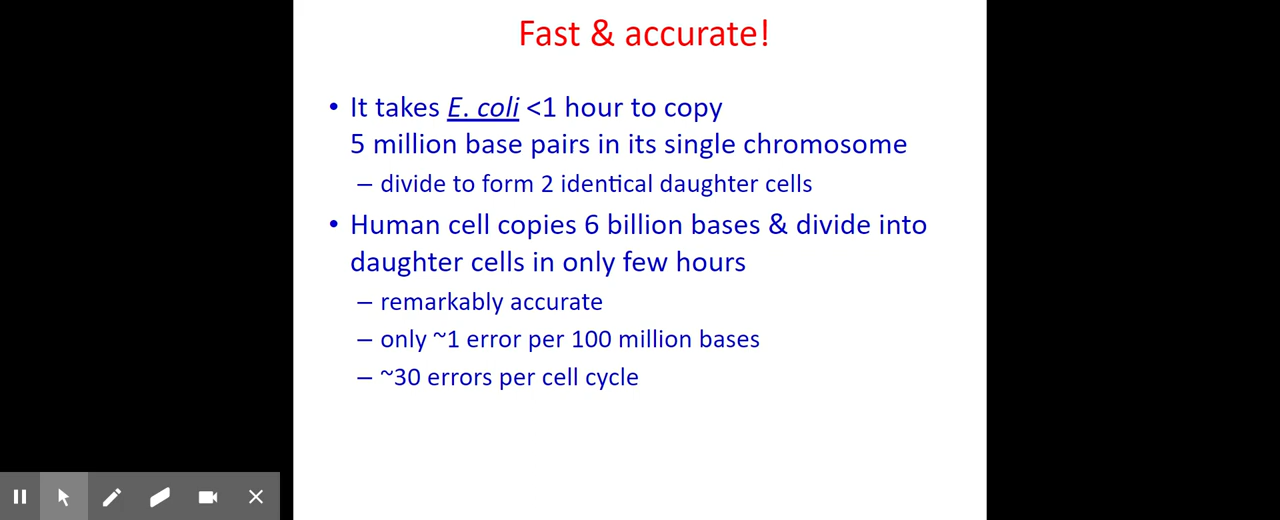 Fast & accurate!
• It takes E. coli <1 hour to copy
5 million base pairs in its single chromosome
– divide to form 2 identical daughter cells
• Human cell copies 6 billion bases & divide into
daughter cells in only few hours
– remarkably accurate
– only ~1 error per 100 million bases
– ~30 errors per cell cycle